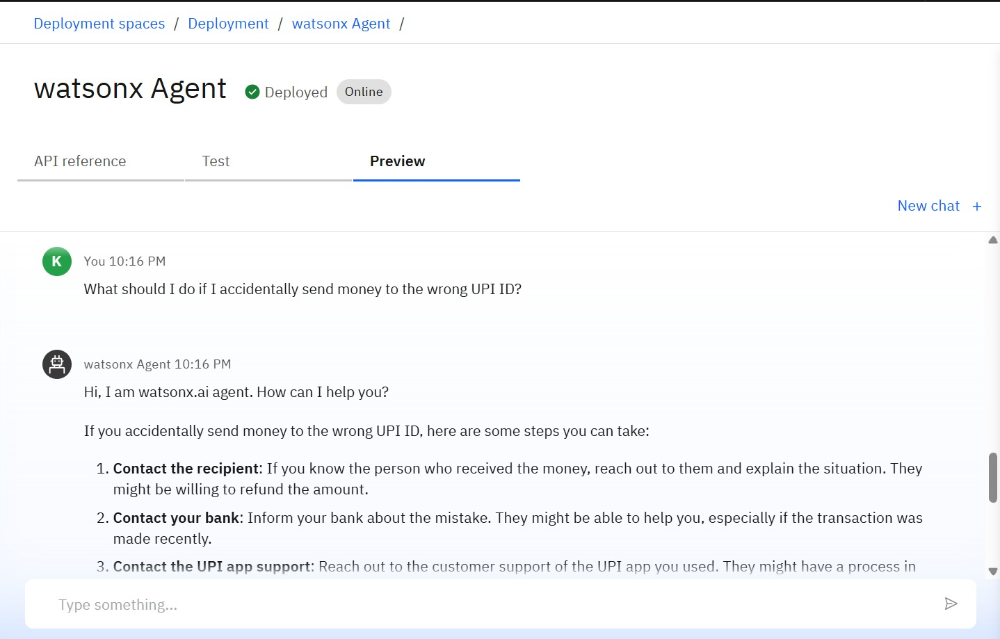 Deployment spaces / Deployment / watsonx Agent /
watsonx Agent Deployed Online
API reference Test Preview
New chat +
K You 10:16 PM
What should I do if I accidentally send money to the wrong UPI ID?
watsonx Agent 10:16 PM
Hi, I am watsonx.ai agent. How can I help you?
If you accidentally send money to the wrong UPI ID, here are some steps you can take:
1. Contact the recipient: If you know the person who received the money, reach out to them and explain the situation. They
might be willing to refund the amount.
2. Contact your bank: Inform your bank about the mistake. They might be able to help you, especially if the transaction was
made recently.
3. Contact the UPI app support: Reach out to the customer support of the UPI app you used. They might have a process in
Type something...